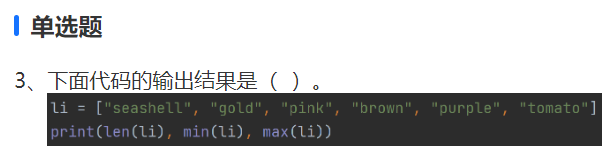 单选题
3、下面代码的输出结果是（ ）。
li = ["seashell", "gold", "pink", "brown", "purple", "tomato"]
print(len(li), min(li), max(li))